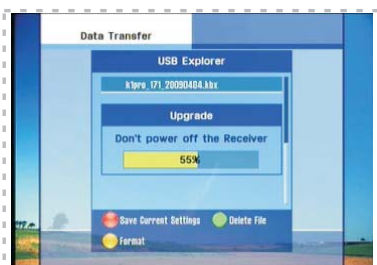 Data Transfer
USB Explorer
k1pro_171_20090404.kbx
Upgrade
Don't power off the Receiver
55%
Save Current Settings
Delete File
Format